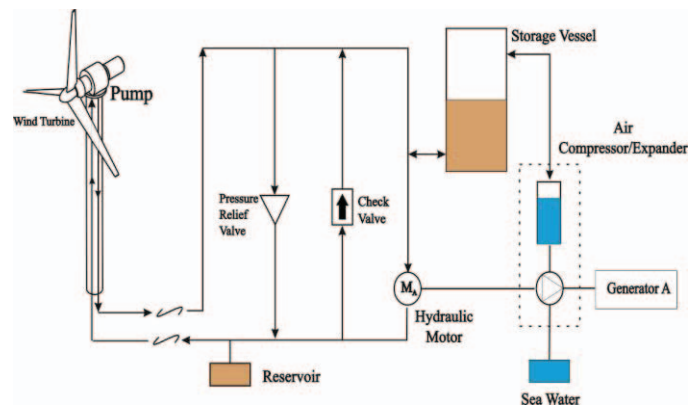 Storage Vessel
Pump
Wind Turbine
Air
Compressor/Expander
Pressure
Relief
Valve
Check
Valve
M_A
Hydraulic
Motor
Generator A
Reservoir
Sea Water